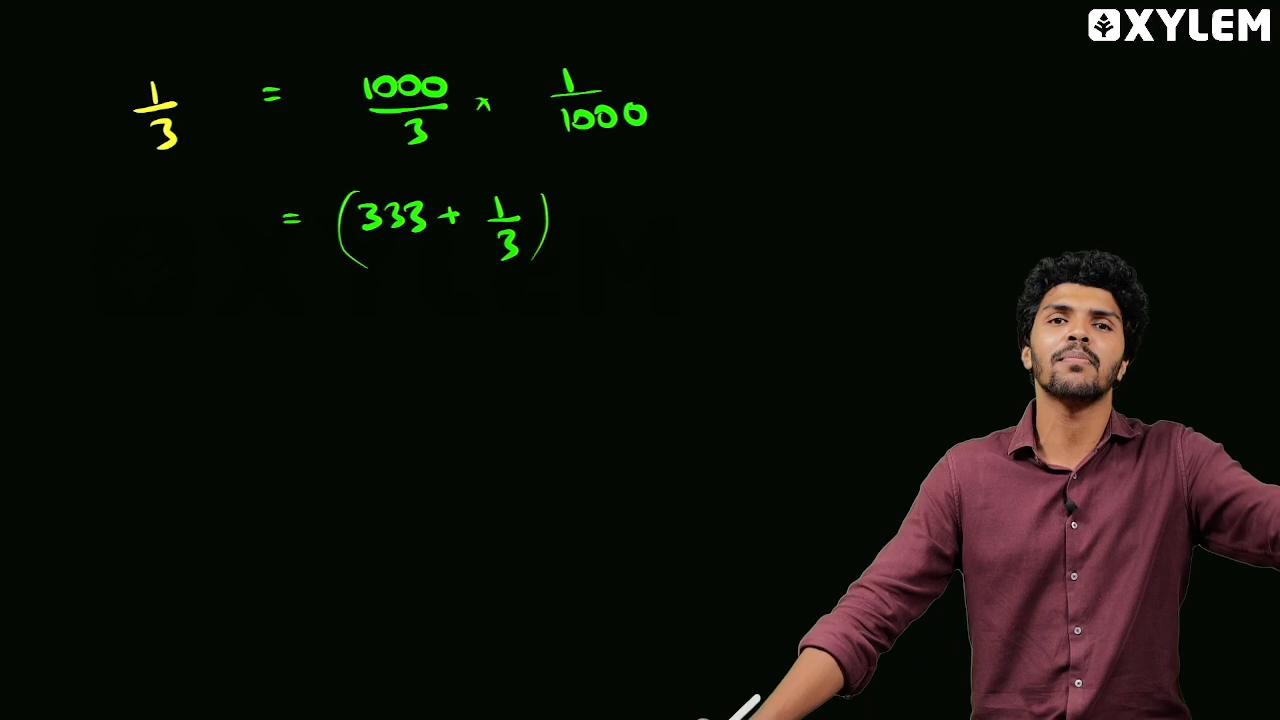 XYLEM
1/3 = 1000/3 × 1/1000
= (333 + 1/3)